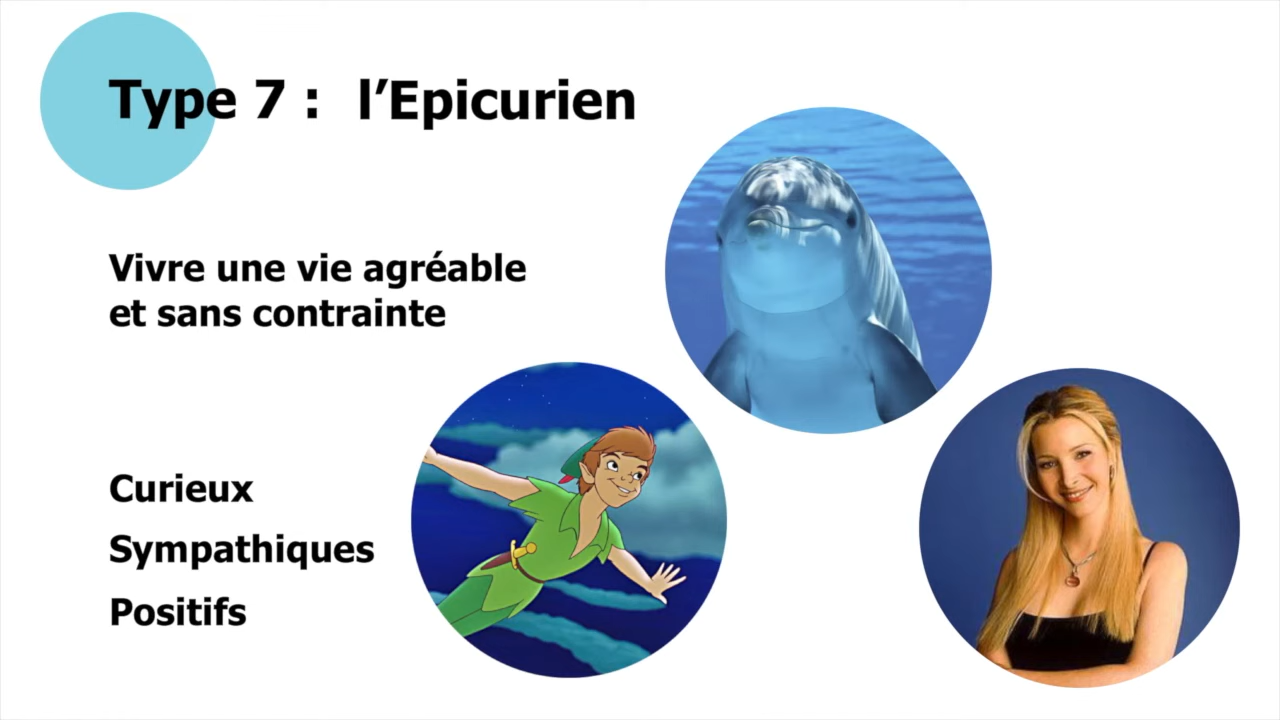 Type 7 : l’Epicurien
Vivre une vie agréable
et sans contrainte
Curieux
Sympathiques
Positifs